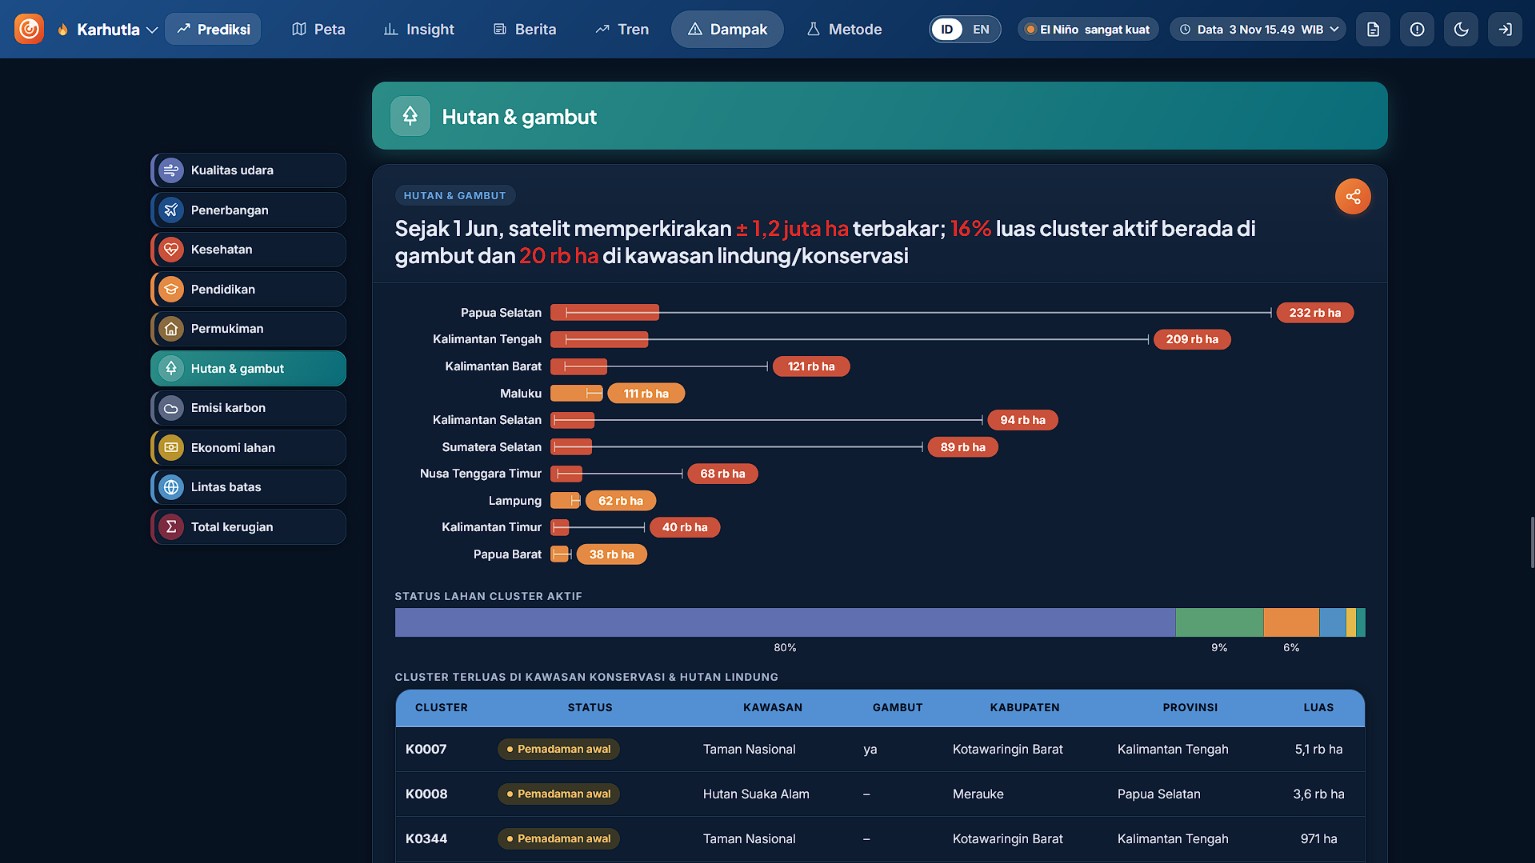 Karhutla
Prediksi
Peta
Insight
Berita
Tren
Dampak
Metode
ID EN
El Niño sangat kuat
Data 3 Nov 15.49 WIB
Hutan & gambut
Kualitas udara
Penerbangan
Kesehatan
Pendidikan
Permukiman
Hutan & gambut
Emisi karbon
Ekonomi lahan
Lintas batas
Total kerugian
HUTAN & GAMBUT
Sejak 1 Jun, satelit memperkirakan ± 1,2 juta ha terbakar; 16% luas cluster aktif berada di
gambut dan 20 rb ha di kawasan lindung/konservasi
Papua Selatan 232 rb ha
Kalimantan Tengah 209 rb ha
Kalimantan Barat 121 rb ha
Maluku 111 rb ha
Kalimantan Selatan 94 rb ha
Sumatera Selatan 89 rb ha
Nusa Tenggara Timur 68 rb ha
Lampung 62 rb ha
Kalimantan Timur 40 rb ha
Papua Barat 38 rb ha
STATUS LAHAN CLUSTER AKTIF
80% 9% 6%
CLUSTER TERLUAS DI KAWASAN KONSERVASI & HUTAN LINDUNG
CLUSTER STATUS KAWASAN GAMBUT KABUPATEN PROVINSI LUAS
K0007 Pemadaman awal Taman Nasional ya Kotawaringin Barat Kalimantan Tengah 5,1 rb ha
K0008 Pemadaman awal Hutan Suaka Alam – Merauke Papua Selatan 3,6 rb ha
K0344 Pemadaman awal Taman Nasional – Kotawaringin Barat Kalimantan Tengah 971 ha